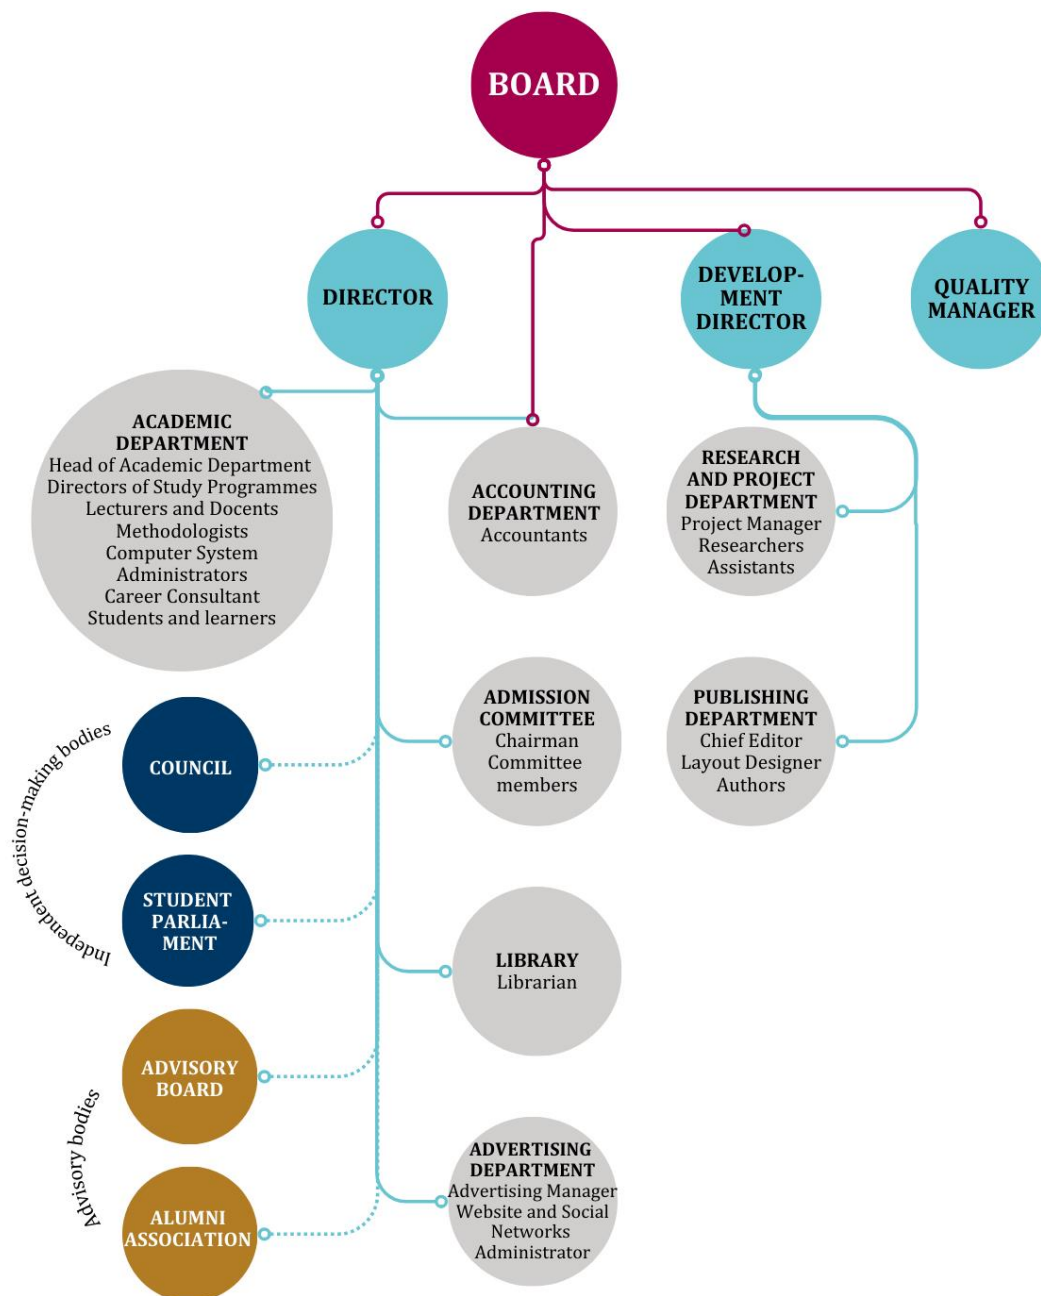 BOARD
DIRECTOR
DEVELOP-
MENT
DIRECTOR
QUALITY
MANAGER
ACADEMIC
DEPARTMENT
Head of Academic Department
Directors of Study Programmes
Lecturers and Docents
Methodologists
Computer System
Administrators
Career Consultant
Students and learners
ACCOUNTING
DEPARTMENT
Accountants
RESEARCH
AND PROJECT
DEPARTMENT
Project Manager
Researchers
Assistants
Independent decision-making bodies
COUNCIL
ADMISSION
COMMITTEE
Chairman
Committee
members
PUBLISHING
DEPARTMENT
Chief Editor
Layout Designer
Authors
STUDENT
PARLIA-
MENT
LIBRARY
Librarian
Advisory bodies
ADVISORY
BOARD
ADVERTISING
DEPARTMENT
Advertising Manager
Website and Social
Networks
Administrator
ALUMNI
ASSOCIATION